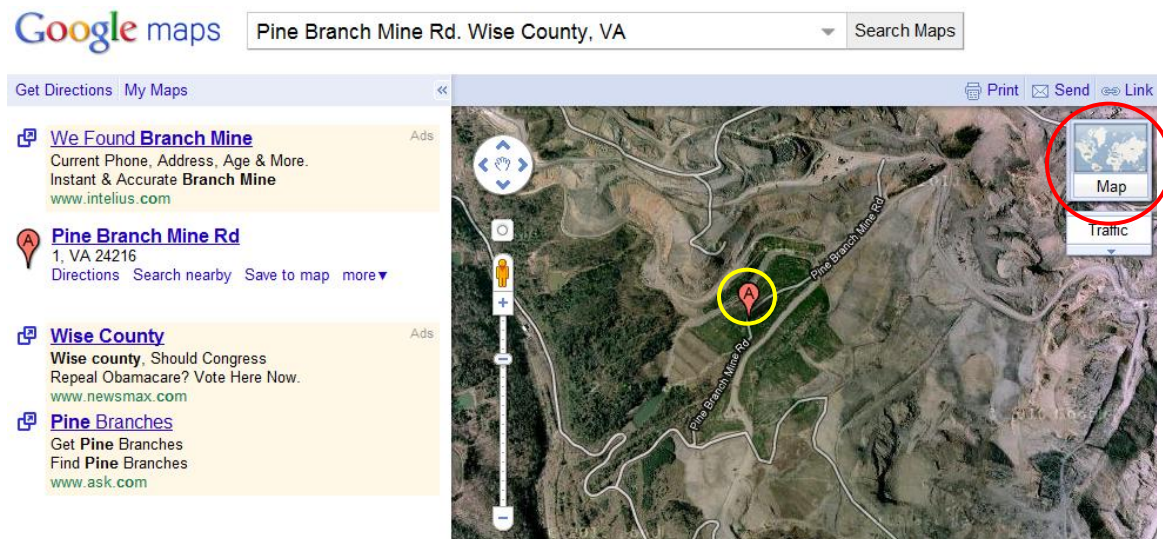 Google maps
Pine Branch Mine Rd. Wise County, VA
Search Maps
Get Directions My Maps
«
Print Send Link
We Found Branch Mine
Ads
Current Phone, Address, Age & More.
Instant & Accurate Branch Mine
www.intelius.com
A
Pine Branch Mine Rd
1, VA 24216
Directions Search nearby Save to map more▼
Wise County
Ads
Wise county, Should Congress
Repeal Obamacare? Vote Here Now.
www.newsmax.com
Pine Branches
Get Pine Branches
Find Pine Branches
www.ask.com
Map
Traffic
Pine Branch Mine Rd
A
Pine Branch Mine Rd